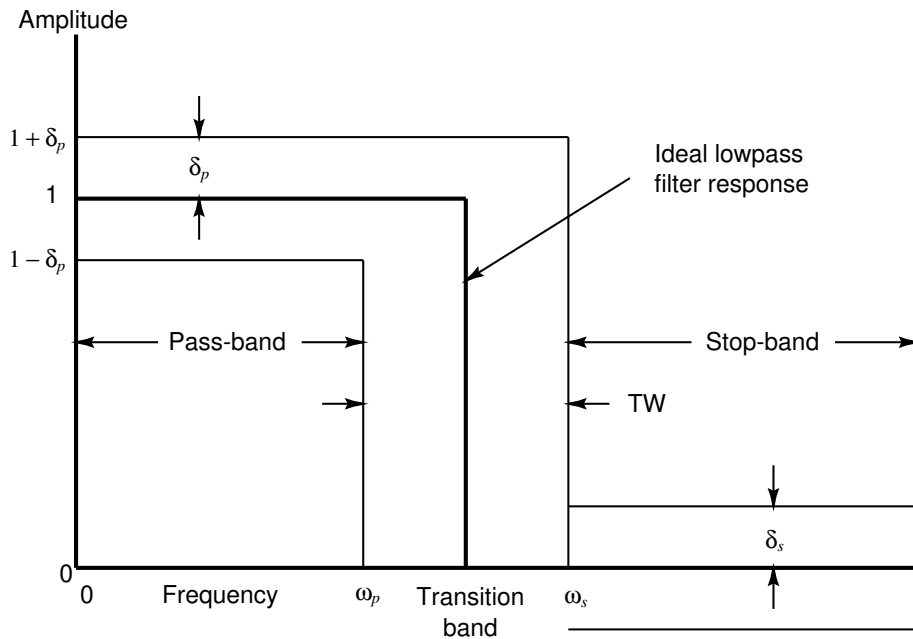 Amplitude
1 + δp
δp
Ideal lowpass
filter response
1
1 − δp
Pass-band
Stop-band
TW
δs
0
0
Frequency
ωp
Transition
band
ωs